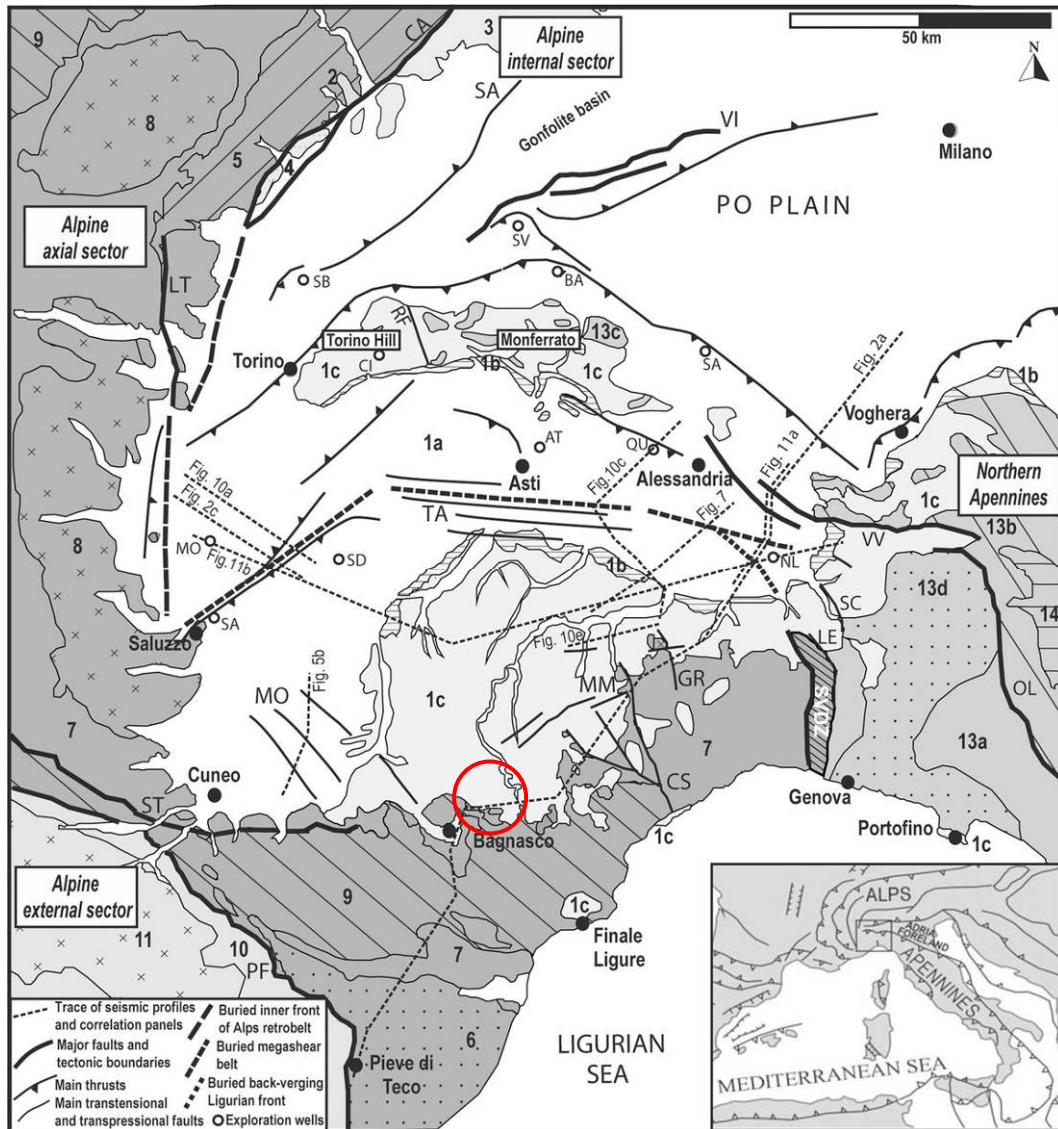 9
CA
3
Alpine
internal sector
50 km
N
2
SA
8
5
4
Gonfolite basin
VI
Milano
PO PLAIN
Alpine
axial sector
LT
SB
SV
BA
RF
Torino Hill
Monferrato
13c
Torino
CI
1c
1b
1c
SA
Fig. 2a
1b
Voghera
1a
AT
QU
Fig. 11a
Asti
Alessandria
Northern
Apennines
Fig. 10a
Fig. 2c
Fig. 10c
Fig. 7
1c
13b
8
MO
Fig. 11b
SD
TA
1b
NL
VV
13d
SA
Saluzzo
SC
14
Fig. 10e
LE
MO
Fig. 5b
1c
MM
GR
SVZ
OL
7
7
13a
Cuneo
ST
CS
Genova
Bagnasco
1c
Portofino
1c
Alpine
external sector
9
1c
11
10
Finale
Ligure
PF
7
6
Pieve di
Teco
LIGURIAN
SEA
ALPS
ADRIA
FORELAND
APENNINES
MEDITERRANEAN SEA
Trace of seismic profiles
and correlation panels
Major faults and
tectonic boundaries
Main thrusts
Main transtensional
and transpressional faults
Buried inner front
of Alps retrobelt
Buried megashear
belt
Buried back-verging
Ligurian front
Exploration wells